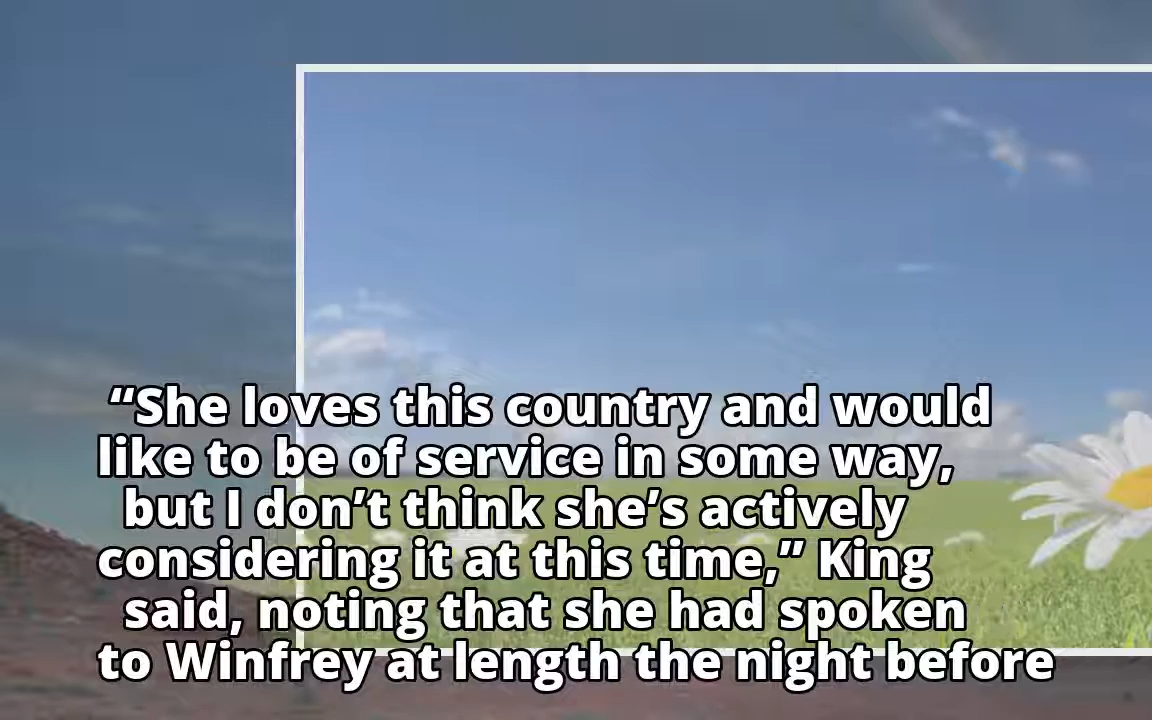 “She loves this country and would
like to be of service in some way,
but I don’t think she’s actively
considering it at this time,” King
said, noting that she had spoken
to Winfrey at length the night before